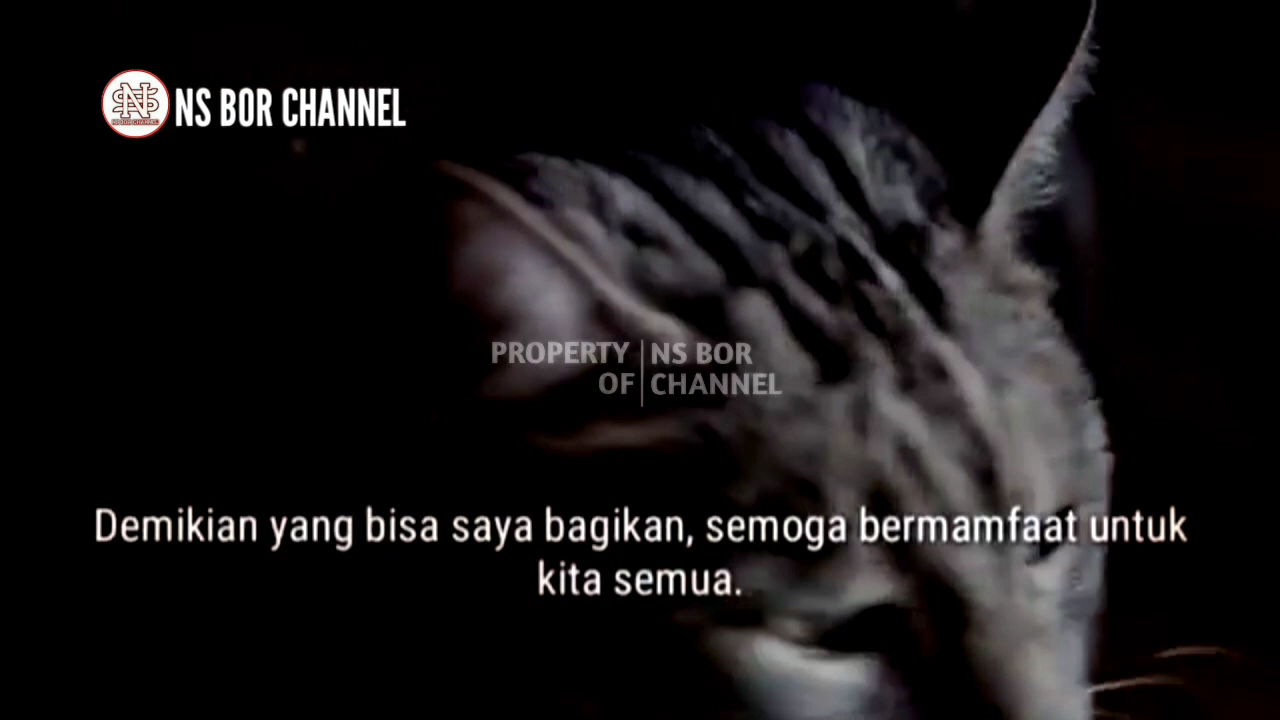 NS BOR CHANNEL
PROPERTY OF
NS BOR CHANNEL
Demikian yang bisa saya bagikan, semoga bermamfaat untuk
kita semua.